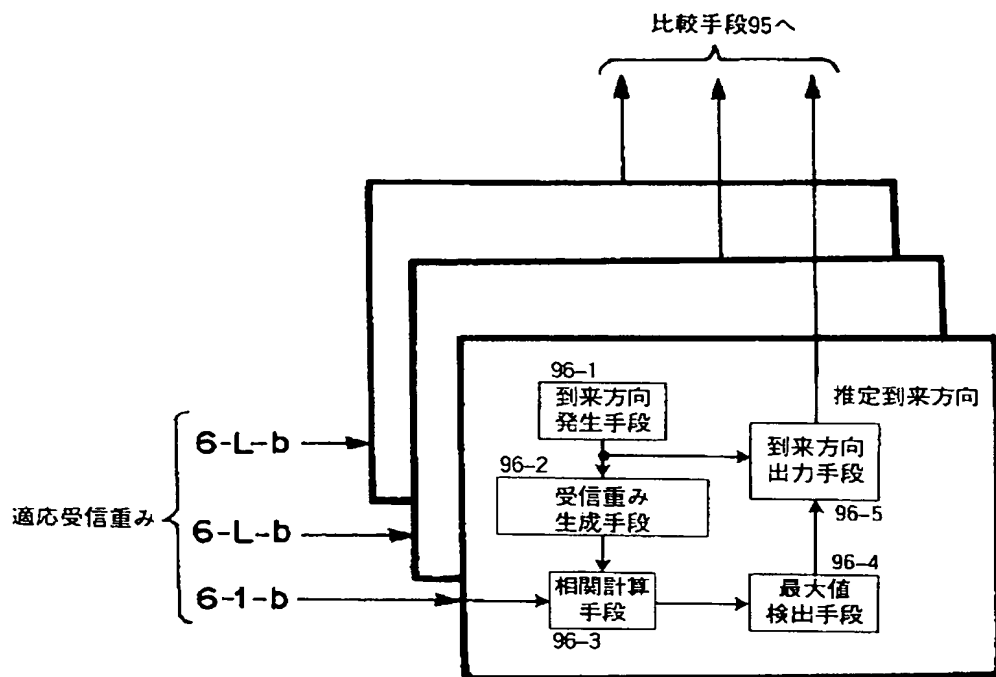 比較手段95へ
96-1
到来方向
発生手段
推定到来方向
6-L-b
96-2
受信重み
生成手段
到来方向
出力手段
96-5
適応受信重み
6-L-b
6-1-b
相関計算
手段
96-3
96-4
最大値
検出手段